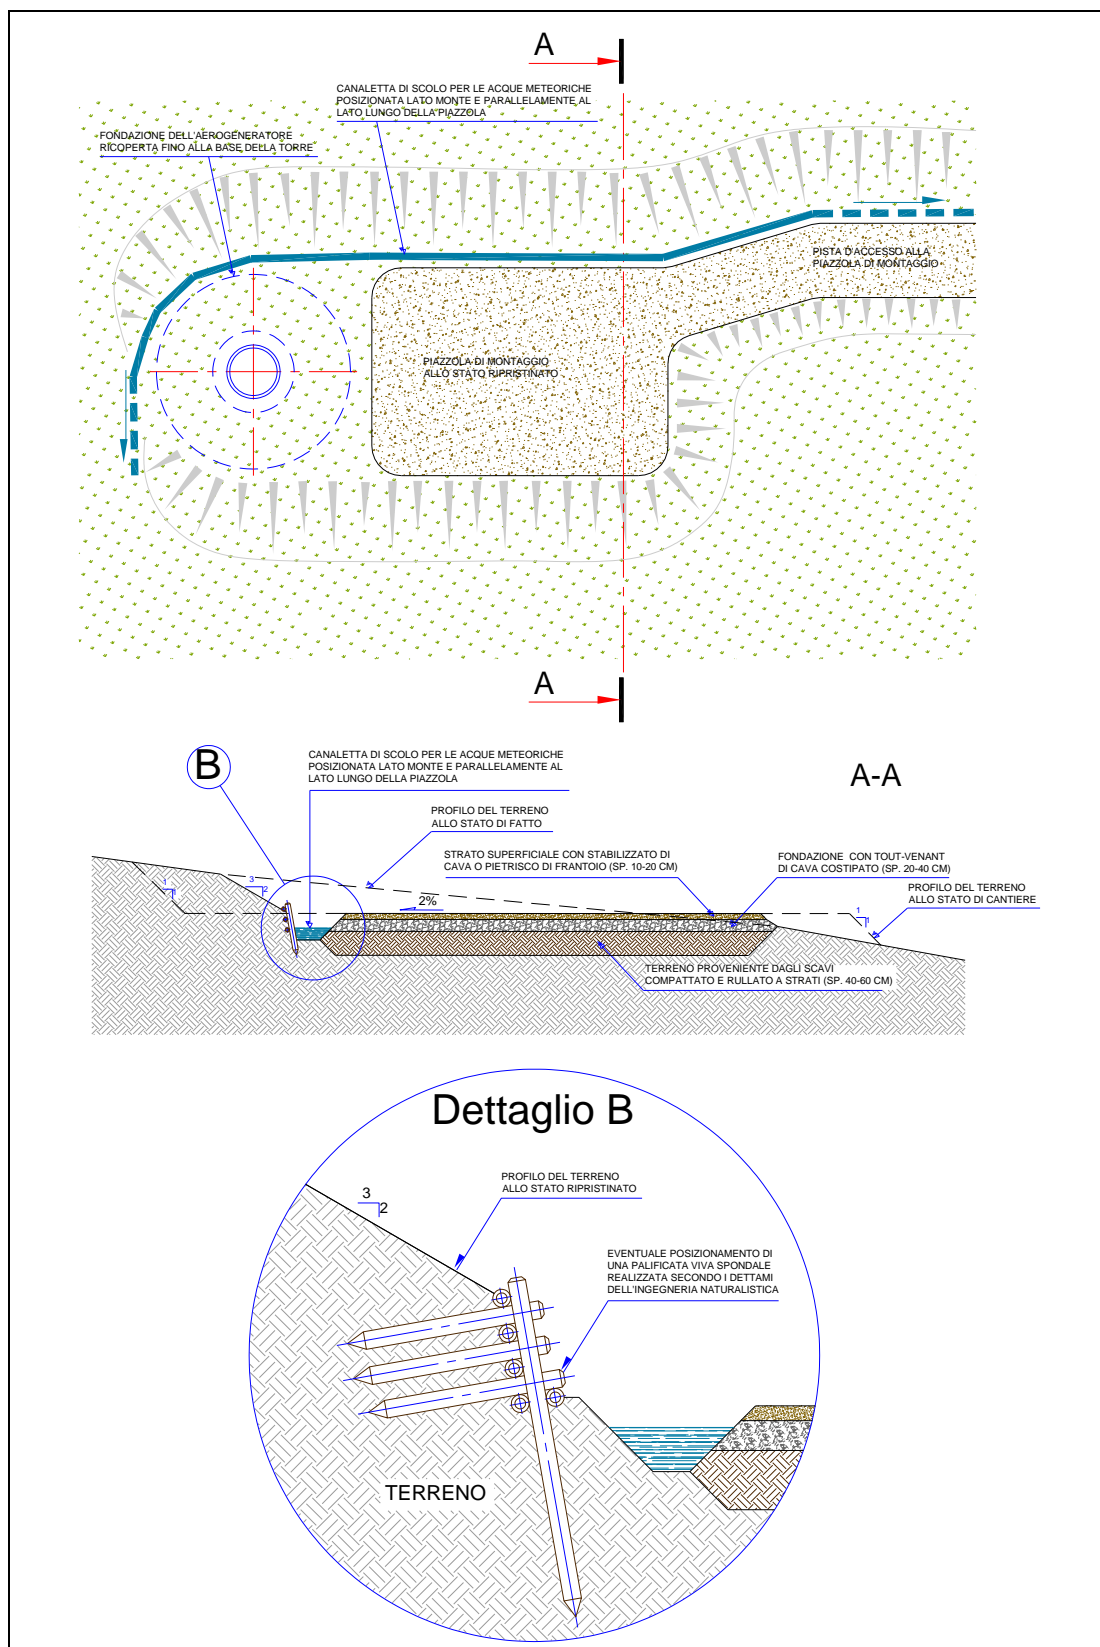 A
CANALETTA DI SCOLO PER LE ACQUE METEORICHE
POSIZIONATA LATO MONTE E PARALLELAMENTE AL
LATO LUNGO DELLA PIAZZOLA
FONDAZIONE DELL'AEROGENERATORE
RICOPERTA FINO ALLA BASE DELLA TORRE
PISTA D'ACCESSO ALLA
PIAZZOLA DI MONTAGGIO
PIAZZOLA DI MONTAGGIO
ALLO STATO RIPRISTINATO
A
B
CANALETTA DI SCOLO PER LE ACQUE METEORICHE
POSIZIONATA LATO MONTE E PARALLELAMENTE AL
LATO LUNGO DELLA PIAZZOLA
A-A
PROFILO DEL TERRENO
ALLO STATO DI FATTO
STRATO SUPERFICIALE CON STABILIZZATO DI
CAVA O PIETRISCO DI FRANTOIO (SP. 10-20 CM)
FONDAZIONE CON TOUT-VENANT
DI CAVA COSTIPATO (SP. 20-40 CM)
PROFILO DEL TERRENO
ALLO STATO DI CANTIERE
1
1
3
2
2%
1
1
TERRENO PROVENIENTE DAGLI SCAVI
COMPATTATO E RULLATO A STRATI (SP. 40-60 CM)
Dettaglio B
PROFILO DEL TERRENO
ALLO STATO RIPRISTINATO
3
2
EVENTUALE POSIZIONAMENTO DI
UNA PALIFICATA VIVA SPONDALE
REALIZZATA SECONDO I DETTAMI
DELL'INGEGNERIA NATURALISTICA
TERRENO